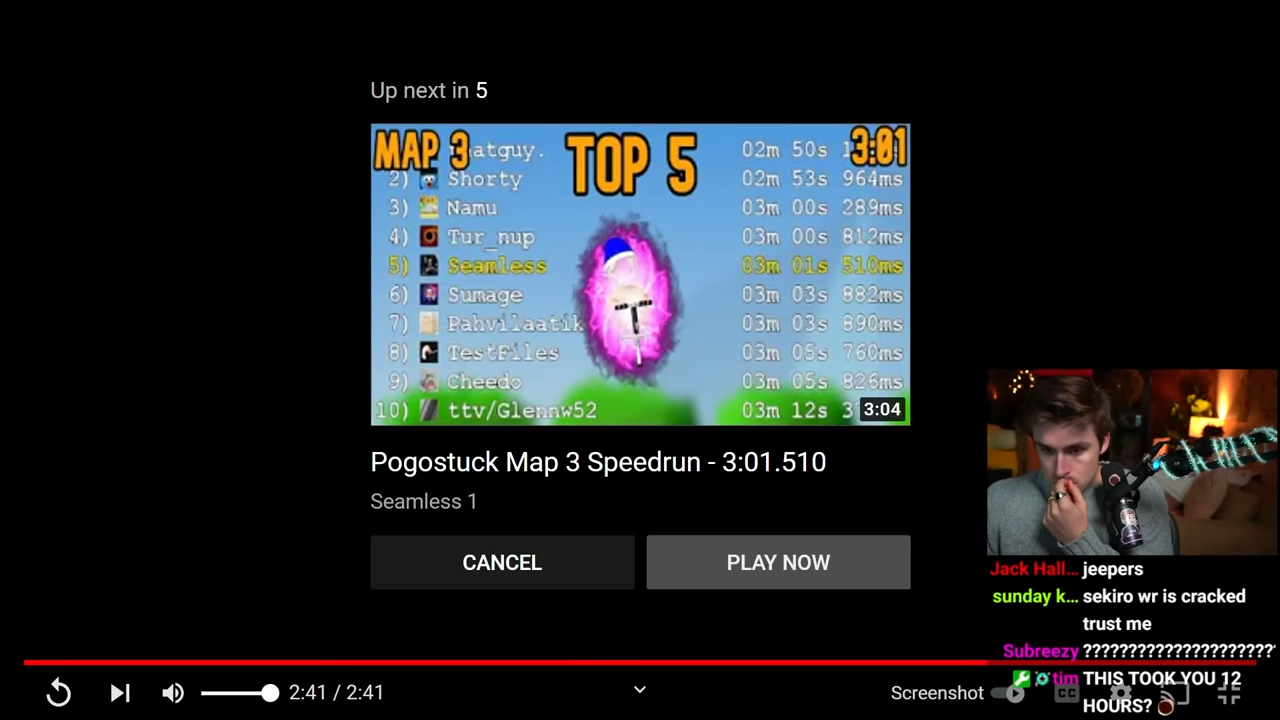 Up next in 5
MAP 3
TOP 5
3:01
atguy. 02m 50s
2) Shorty 02m 53s 964ms
3) Namu 03m 00s 289ms
4) Tur_nup 03m 00s 812ms
5) Seamless 03m 01s 510ms
6) Sumage 03m 03s 882ms
7) Pahvilaatik 03m 03s 890ms
8) TestFiles 03m 05s 760ms
9) Cheedo 03m 05s 826ms
10) ttv/Glennw52 03m 12s
3:04
Pogostuck Map 3 Speedrun - 3:01.510
Seamless 1
CANCEL
PLAY NOW
Jack Hall... jeepers
sunday k... sekiro wr is cracked
trust me
Subreezy ?????????????????????
tim THIS TOOK YOU 12
HOURS?
2:41 / 2:41
Screenshot
CC